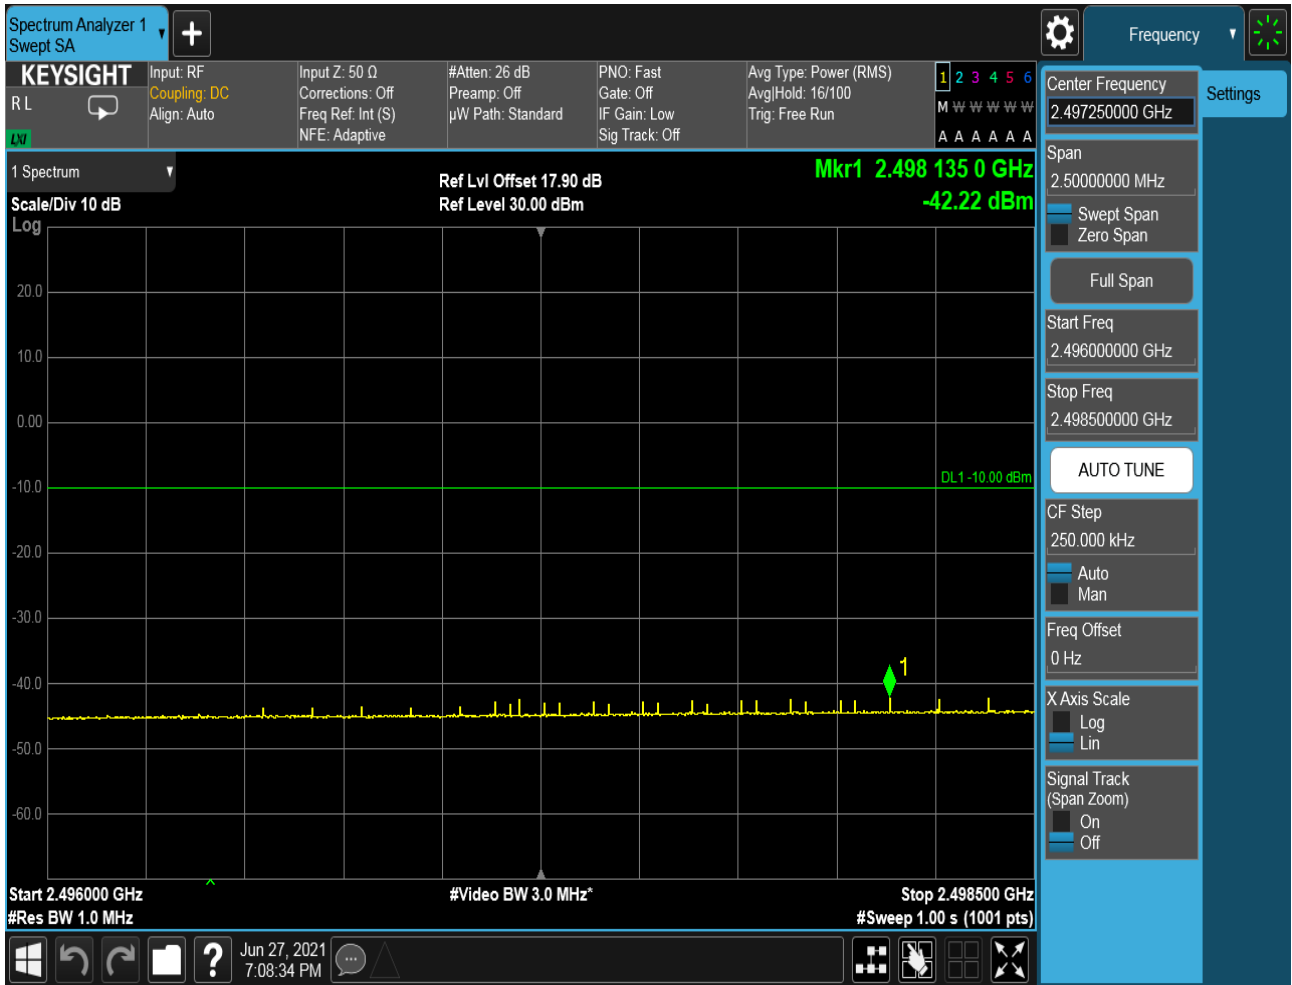 Spectrum Analyzer 1
Swept SA
Frequency
KEYSIGHT
R L
LXI
Input: RF
Coupling: DC
Align: Auto
Input Z: 50 Ω
Corrections: Off
Freq Ref: Int (S)
NFE: Adaptive
#Atten: 26 dB
Preamp: Off
µW Path: Standard
PNO: Fast
Gate: Off
IF Gain: Low
Sig Track: Off
Avg Type: Power (RMS)
Avg|Hold: 16/100
Trig: Free Run
1 2 3 4 5 6
M W W W W W
A A A A A A
1 Spectrum
Scale/Div 10 dB
Log
Ref Lvl Offset 17.90 dB
Ref Level 30.00 dBm
Mkr1 2.498 135 0 GHz
-42.22 dBm
20.0
10.0
0.00
-10.0
-20.0
-30.0
-40.0
-50.0
-60.0
DL1 -10.00 dBm
1
Start 2.496000 GHz
#Res BW 1.0 MHz
#Video BW 3.0 MHz*
Stop 2.498500 GHz
#Sweep 1.00 s (1001 pts)
Jun 27, 2021
7:08:34 PM
Center Frequency
2.497250000 GHz
Settings
Span
2.50000000 MHz
Swept Span
Zero Span
Full Span
Start Freq
2.496000000 GHz
Stop Freq
2.498500000 GHz
AUTO TUNE
CF Step
250.000 kHz
Auto
Man
Freq Offset
0 Hz
X Axis Scale
Log
Lin
Signal Track
(Span Zoom)
On
Off